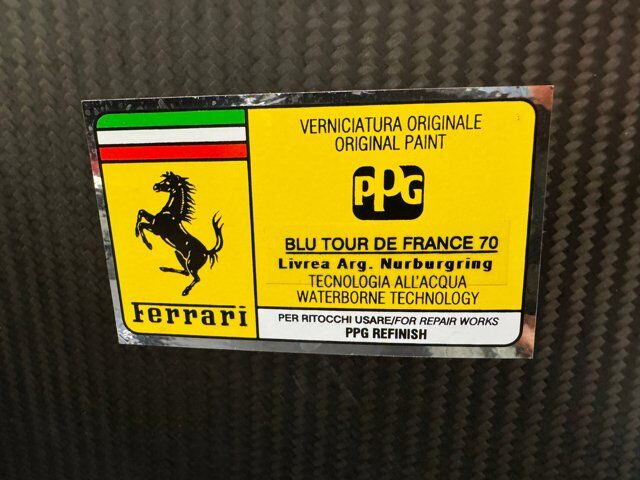 VERNICIATURA ORIGINALE
ORIGINAL PAINT
PPG
BLU TOUR DE FRANCE 70
Livrea Arg. Nurburgring
TECNOLOGIA ALL'ACQUA
WATERBORNE TECHNOLOGY
Ferrari
PER RITOCCHI USARE/FOR REPAIR WORKS
PPG REFINISH